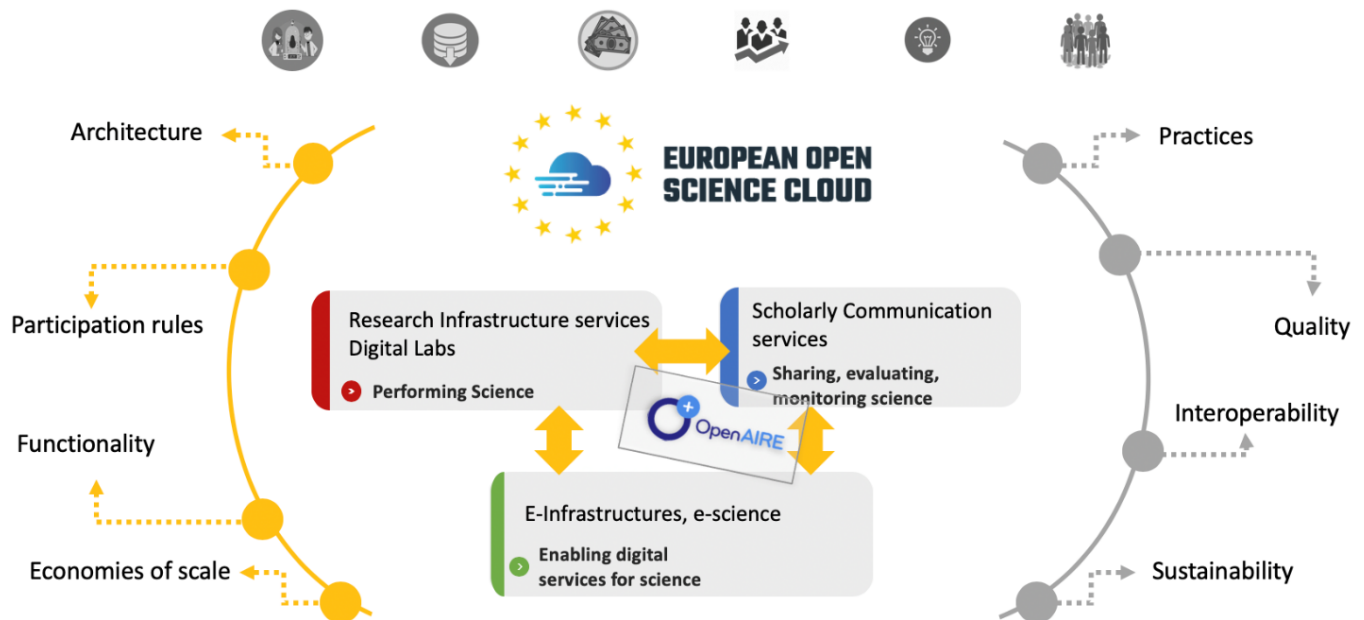 Architecture
Participation rules
Functionality
Economies of scale
EUROPEAN OPEN
SCIENCE CLOUD
Research Infrastructure services
Digital Labs
Performing Science
Scholarly Communication
services
Sharing, evaluating,
monitoring science
OpenAIRE
E-Infrastructures, e-science
Enabling digital
services for science
Practices
Quality
Interoperability
Sustainability